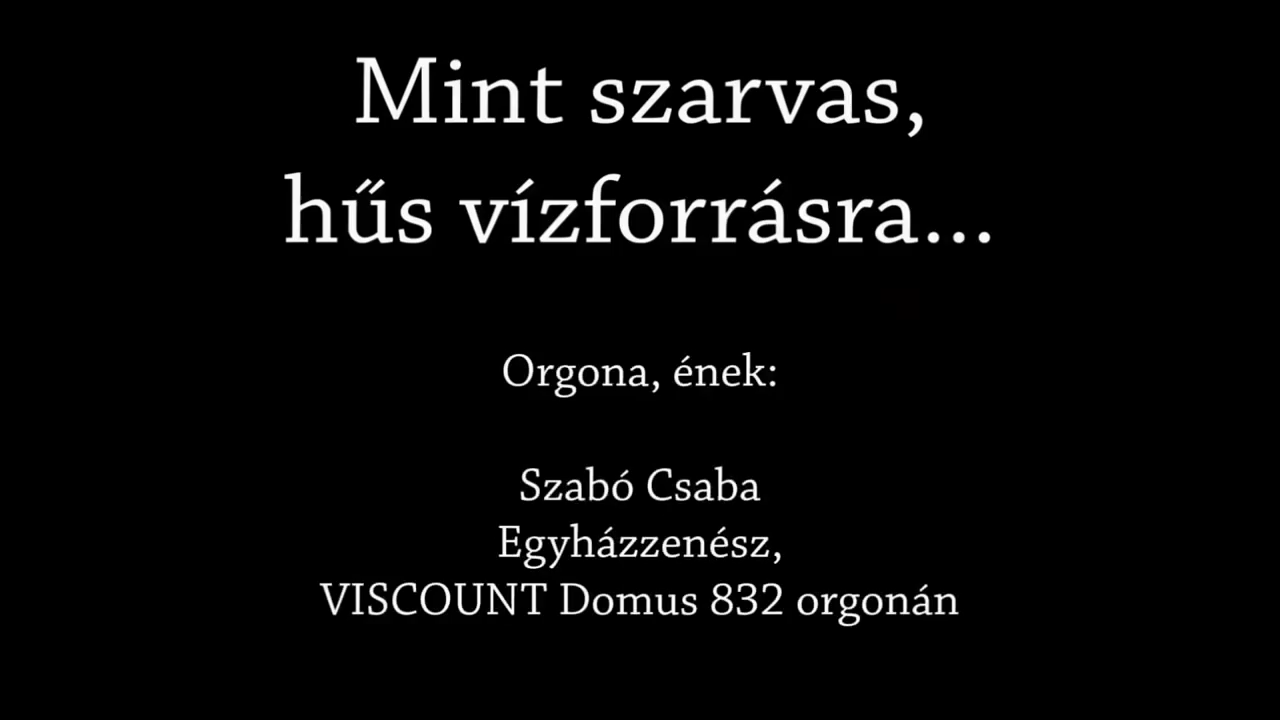 Mint szarvas,
hűs vízforrásra...
Orgona, ének:
Szabó Csaba
Egyházzenész,
VISCOUNT Domus 832 orgonán